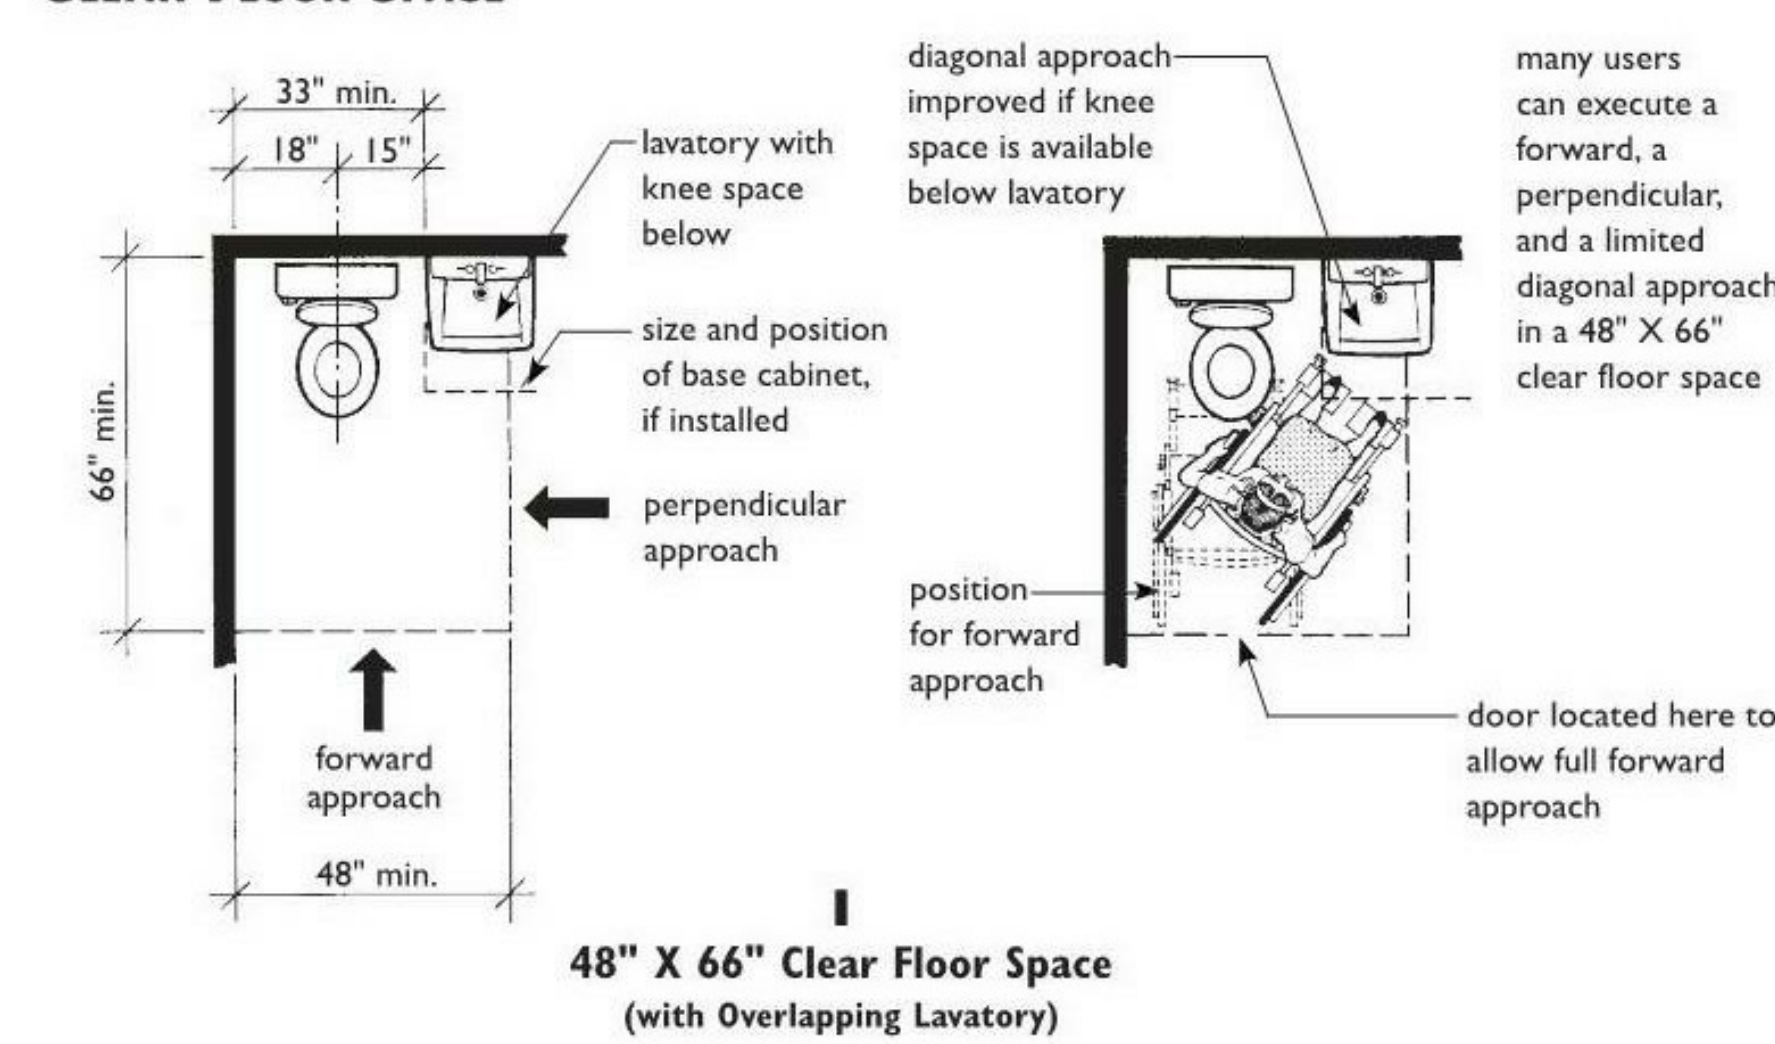 CLEAR FLOOR SPACE
33" min.
18"
15"
66" min.
lavatory with
knee space
below
size and position
of base cabinet,
if installed
perpendicular
approach
forward
approach
48" min.
diagonal approach
improved if knee
space is available
below lavatory
many users
can execute a
forward, a
perpendicular,
and a limited
diagonal approach
in a 48" X 66"
clear floor space
position
for forward
approach
door located here to
allow full forward
approach
48" X 66" Clear Floor Space
(with Overlapping Lavatory)